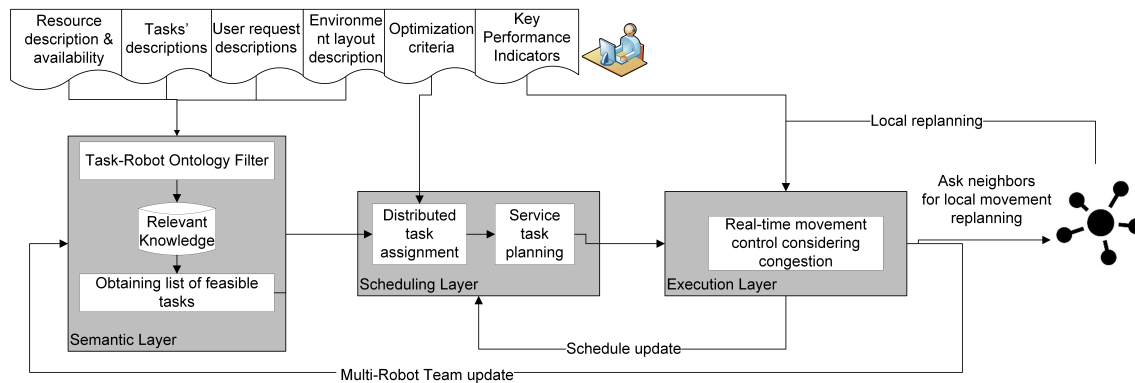 Resource
description &
availability
Tasks'
descriptions
User request
descriptions
Environme
nt layout
description
Optimization
criteria
Key
Performance
Indicators
Local replanning
Task-Robot Ontology Filter
Relevant
Knowledge
Obtaining list of feasible
tasks
Semantic Layer
Distributed
task
assignment
Service
task
planning
Scheduling Layer
Real-time movement
control considering
congestion
Execution Layer
Ask neighbors
for local movement
replanning
Schedule update
Multi-Robot Team update